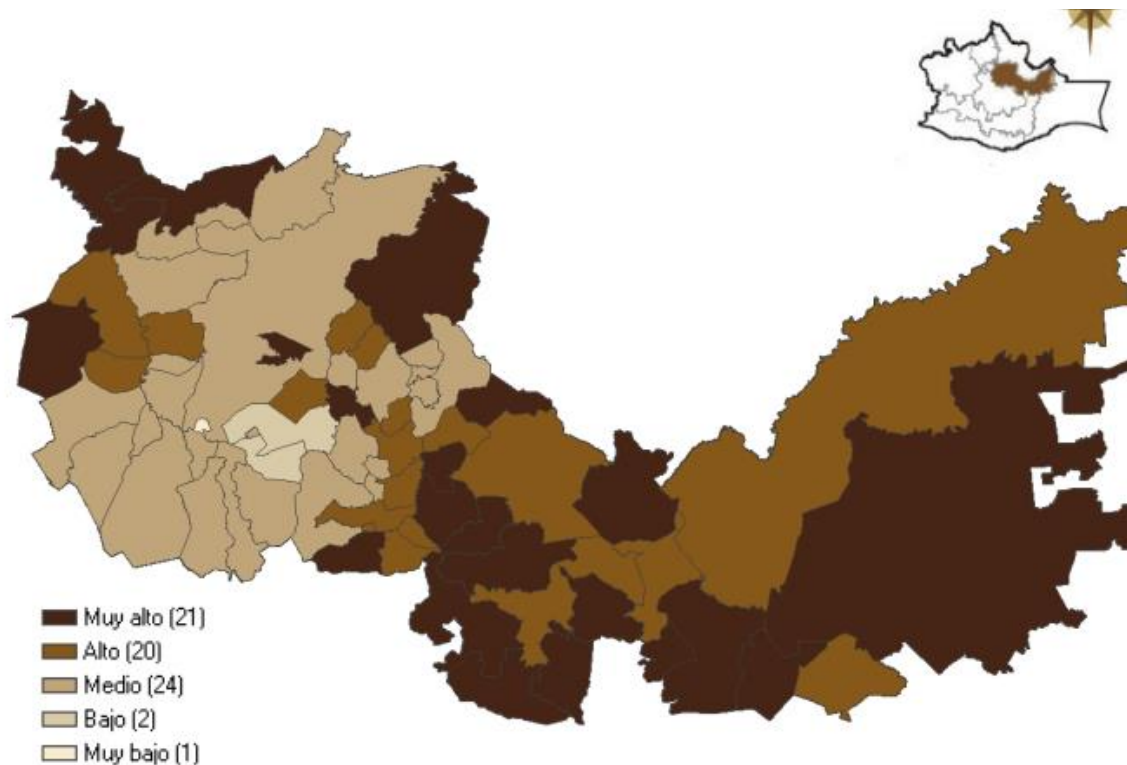 Muy alto (21)
Alto (20)
Medio (24)
Bajo (2)
Muy bajo (1)